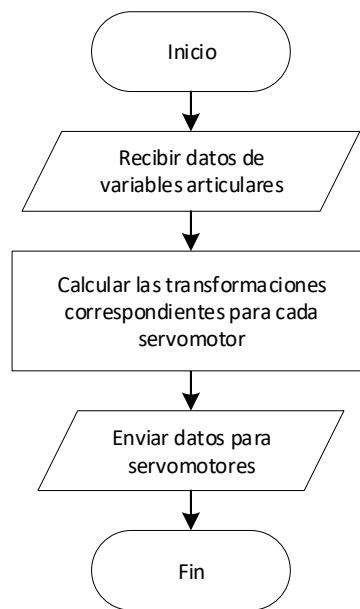 Inicio
Recibir datos de
variables articulares
Calcular las transformaciones
correspondientes para cada
servomotor
Enviar datos para
servomotores
Fin